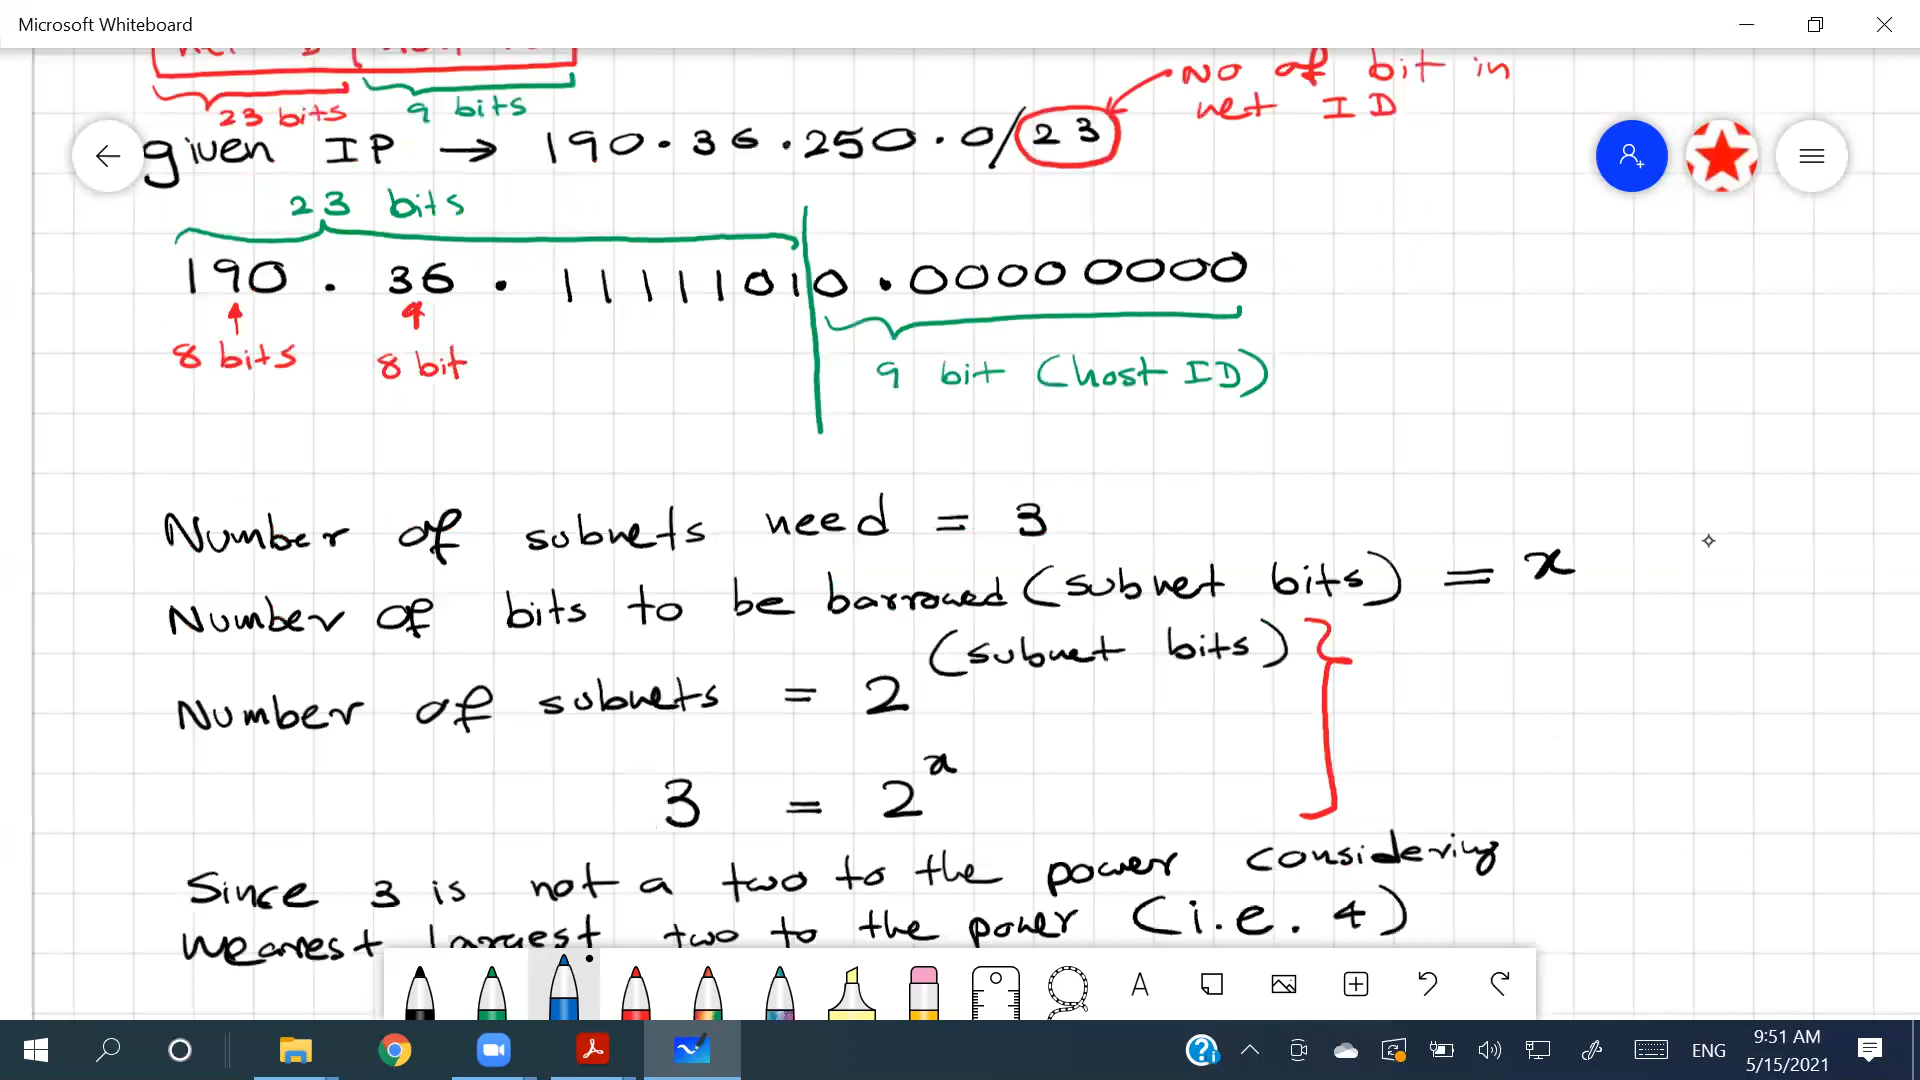 Microsoft Whiteboard
23 bits
9 bits
No of bit in
net ID
given IP → 190.36.250.0/23
23 bits
190 . 36 . 11111010 . 00000000
8 bits
8 bit
9 bit (host ID)
Number of subnets need = 3
Number of bits to be barrowed (subnet bits) = x
Number of subnets = 2 (subnet bits)
3 = 2 x
Since 3 is not a two to the power considering
nearest largest two to the power (i.e. 4)
A
ENG
9:51 AM
5/15/2021